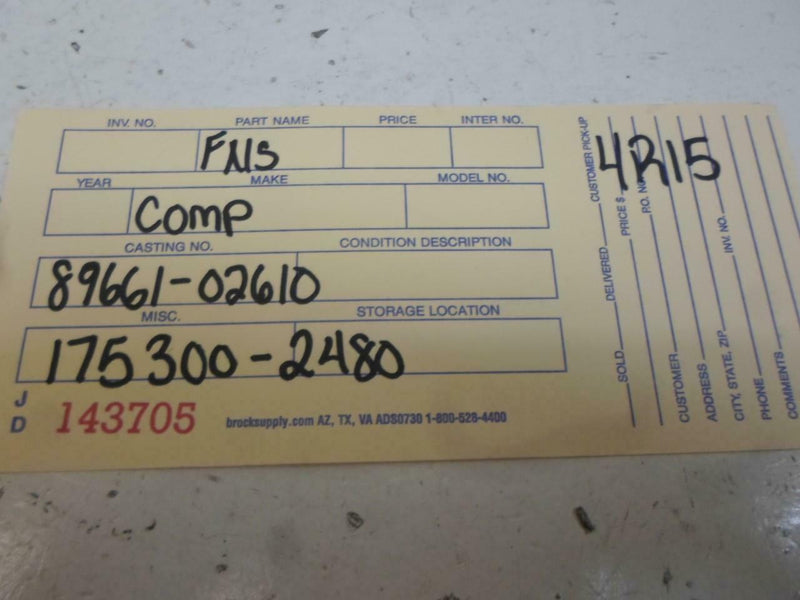 INV. NO. PART NAME PRICE INTER NO.
FNS
YEAR MAKE MODEL NO.
Comp
CASTING NO. CONDITION DESCRIPTION
89661-02610
MISC. STORAGE LOCATION
175300-2480
J
D
143705
brocksupply.com AZ, TX, VA ADS0730 1-800-528-4400
4R15
CUSTOMER PICK-UP
SOLD DELIVERED
PRICE $
P.O. NO.
CUSTOMER
ADDRESS
CITY, STATE, ZIP INV. NO.
PHONE
COMMENTS